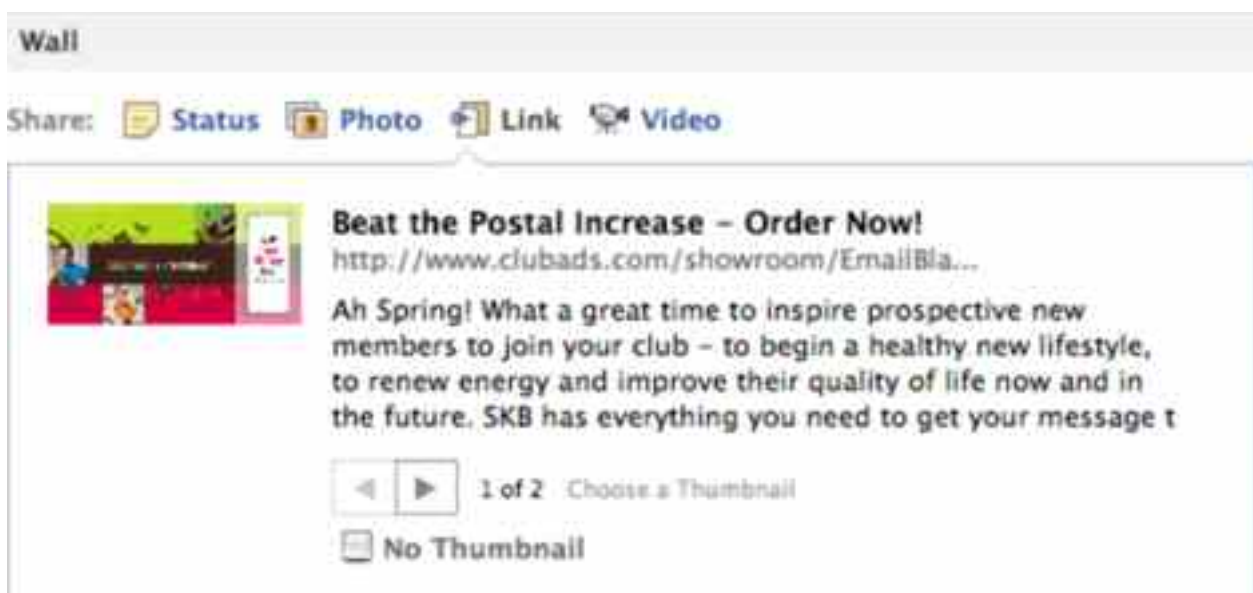 Wall
Share: Status Photo Link Video
Beat the Postal Increase – Order Now!
http://www.clubads.com/showroom/EmailBla...
Ah Spring! What a great time to inspire prospective new
members to join your club – to begin a healthy new lifestyle,
to renew energy and improve their quality of life now and in
the future. SKB has everything you need to get your message t
1 of 2 Choose a Thumbnail
No Thumbnail